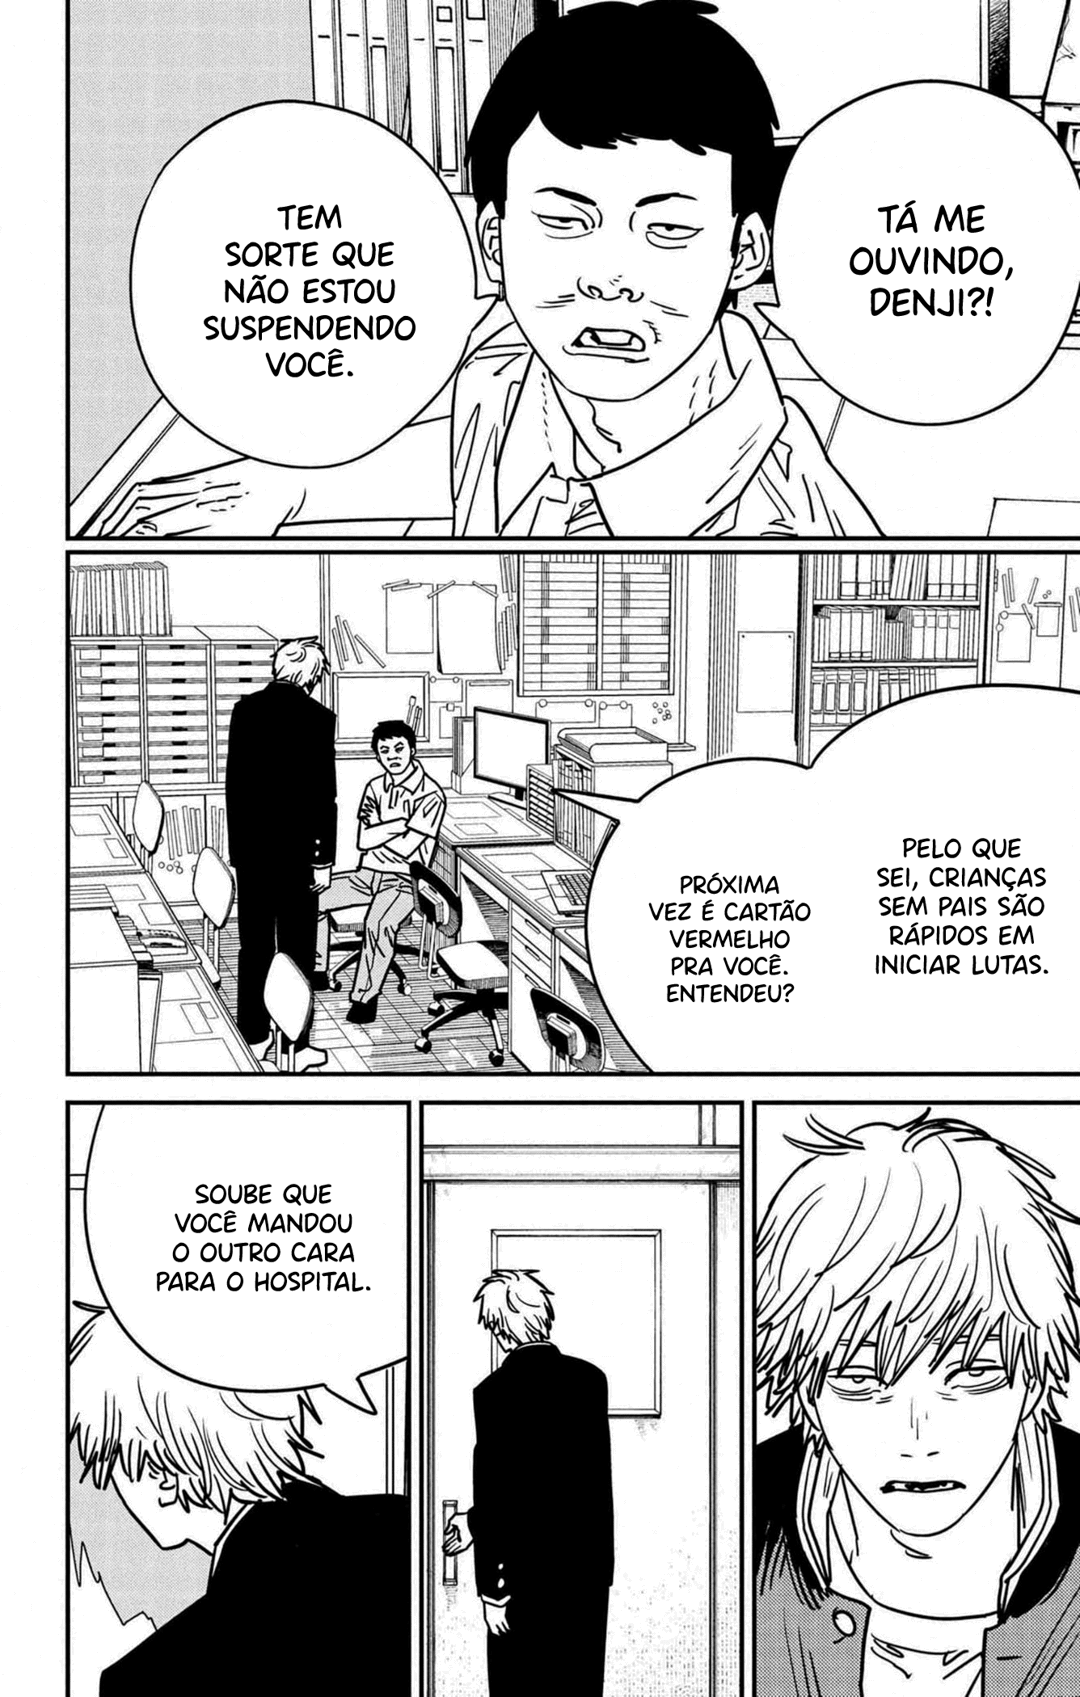 TÁ ME
OUVINDO,
DENJI?!
TEM
SORTE QUE
NÃO ESTOU
SUSPENDENDO
VOCÊ.
PELO QUE
SEI, CRIANÇAS
SEM PAIS SÃO
RÁPIDOS EM
INICIAR LUTAS.
PRÓXIMA
VEZ É CARTÃO
VERMELHO
PRA VOCÊ.
ENTENDEU?
SOUBE QUE
VOCÊ MANDOU
O OUTRO CARA
PARA O HOSPITAL.